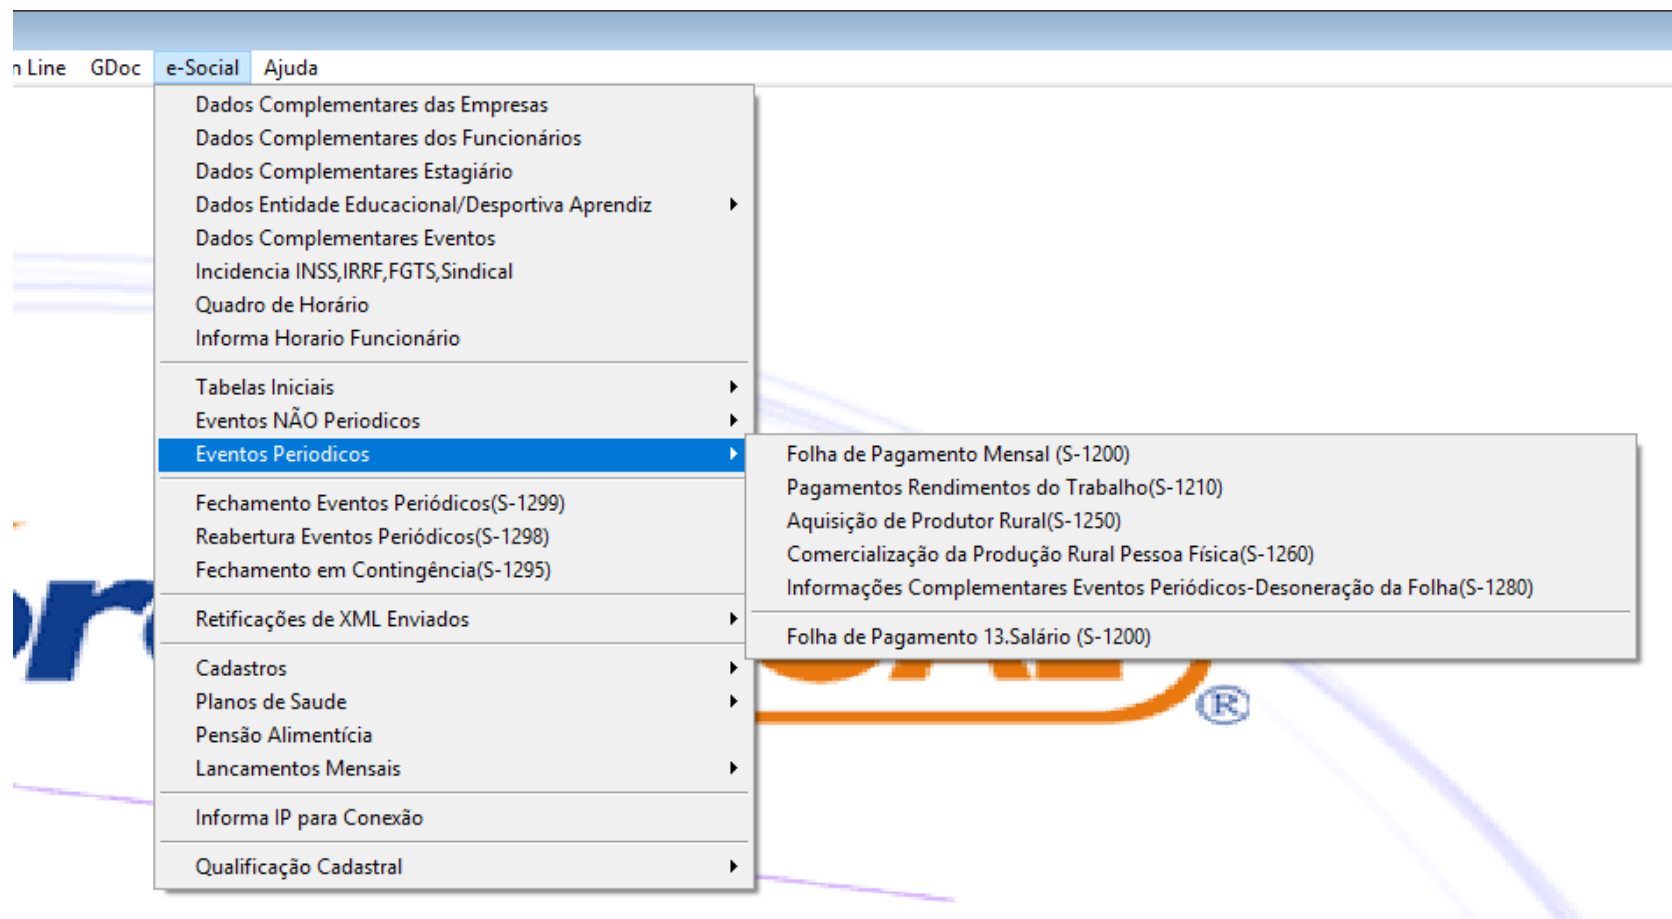 n Line GDoc e-Social Ajuda
Dados Complementares das Empresas
Dados Complementares dos Funcionários
Dados Complementares Estagiário
Dados Entidade Educacional/Desportiva Aprendiz
Dados Complementares Eventos
Incidencia INSS,IRRF,FGTS,Sindical
Quadro de Horário
Informa Horario Funcionário
Tabelas Iniciais
Eventos NÃO Periodicos
Eventos Periodicos
Fechamento Eventos Periódicos(S-1299)
Reabertura Eventos Periódicos(S-1298)
Fechamento em Contingência(S-1295)
Retificações de XML Enviados
Cadastros
Planos de Saude
Pensão Alimentícia
Lancamentos Mensais
Informa IP para Conexão
Qualificação Cadastral
Folha de Pagamento Mensal (S-1200)
Pagamentos Rendimentos do Trabalho(S-1210)
Aquisição de Produtor Rural(S-1250)
Comercialização da Produção Rural Pessoa Física(S-1260)
Informações Complementares Eventos Periódicos-Desoneração da Folha(S-1280)
Folha de Pagamento 13.Salário (S-1200)
®